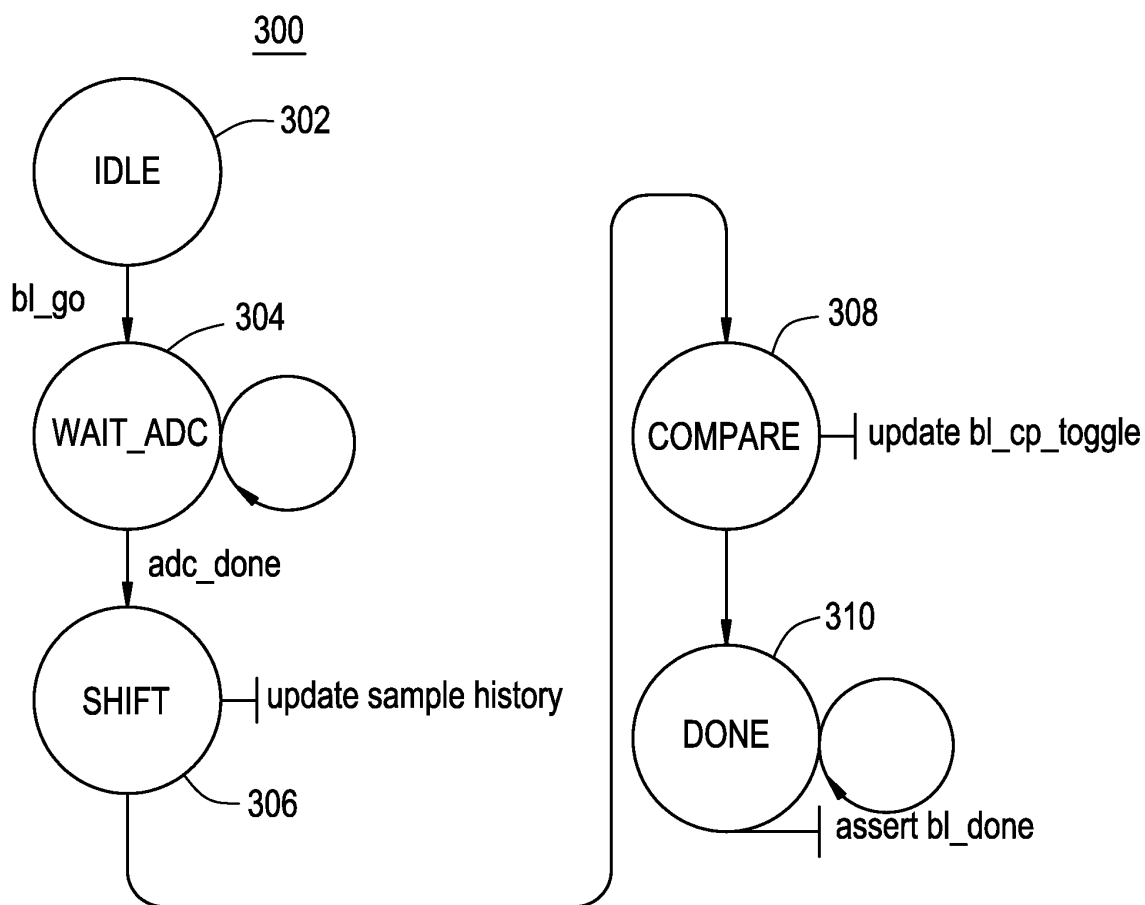 300
302
IDLE
bl_go
304
WAIT_ADC
adc_done
SHIFT
update sample history
306
308
COMPARE
update bl_cp_toggle
310
DONE
assert bl_done